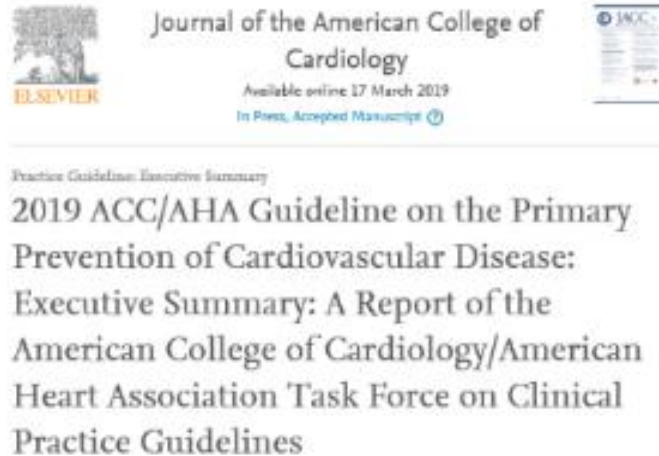 Journal of the American College of
Cardiology
Available online 17 March 2019
In Press, Accepted Manuscript ?
ELSEVIER
JACC
Practice Guideline: Executive Summary
2019 ACC/AHA Guideline on the Primary
Prevention of Cardiovascular Disease:
Executive Summary: A Report of the
American College of Cardiology/American
Heart Association Task Force on Clinical
Practice Guidelines